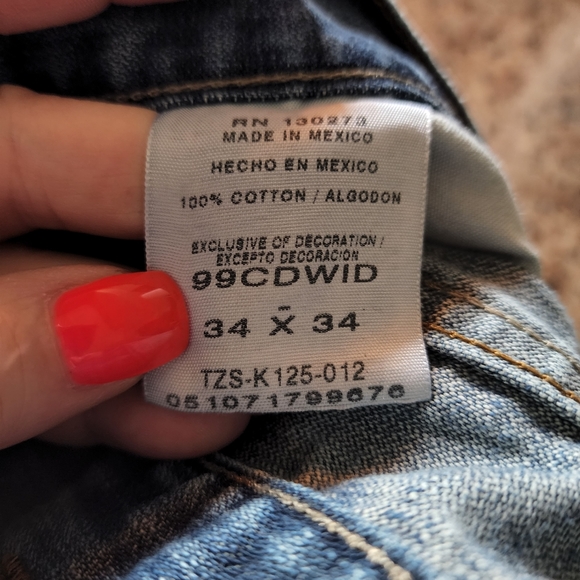 RN 130273
MADE IN MEXICO
HECHO EN MEXICO
100% COTTON / ALGODON
EXCLUSIVE OF DECORATION /
EXCEPTO DECORACION
99CDWID
34 X 34
TZS-K125-012
051071799676